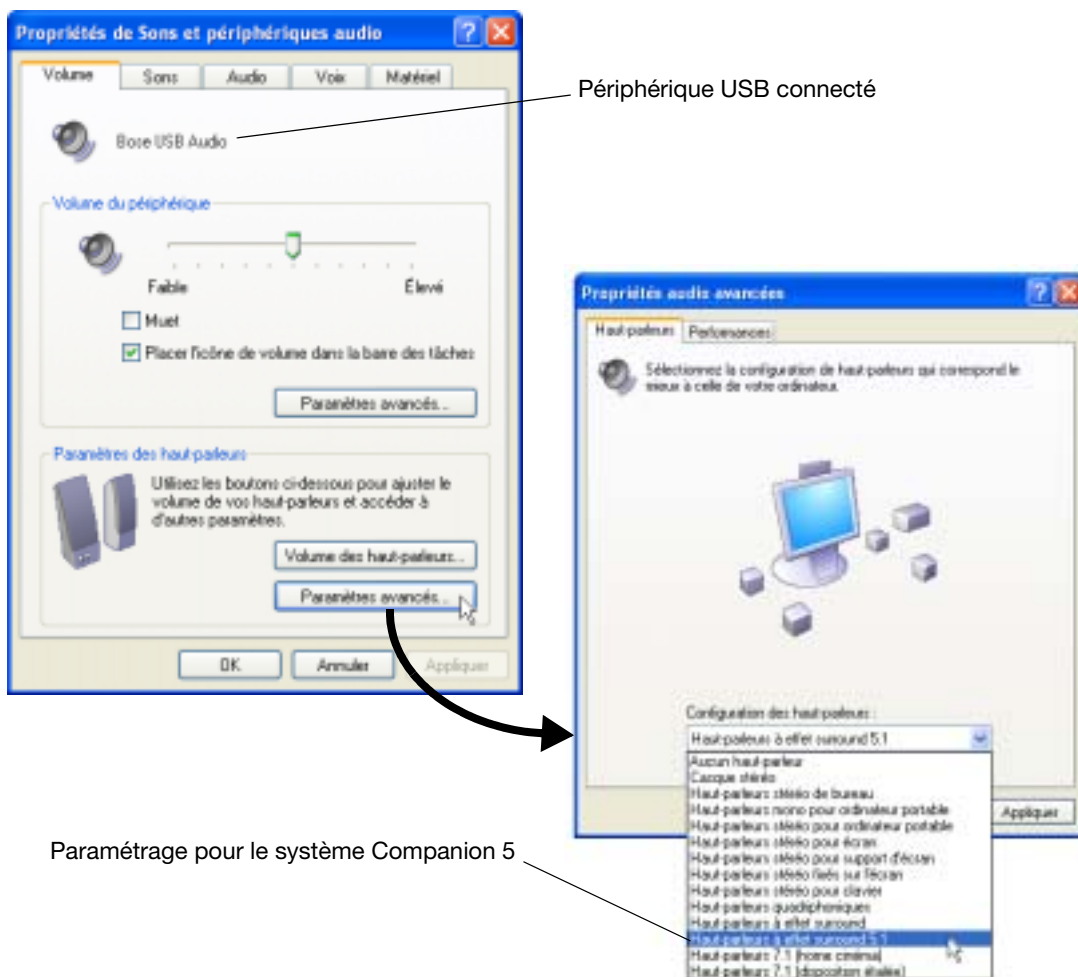 Propriétés de Sons et périphériques audio
Volume Sons Audio Voix Matériel
Périphérique USB connecté
Bose USB Audio
Volume du périphérique
Faible Élevé
Muet
Placer l'icône de volume dans la barre des tâches
Paramètres avancés...
Paramètres des haut-parleurs
Utilisez les boutons ci-dessous pour ajuster le
volume de vos haut-parleurs et accéder à
d'autres paramètres.
Volume des haut-parleurs...
Paramètres avancés...
OK Annuler Appliquer
Propriétés audio avancées
Haut-parleurs Performances
Sélectionnez la configuration de haut-parleurs qui correspond le
mieux à celle de votre ordinateur.
Configuration des haut-parleurs :
Haut-parleurs à effet surround 5.1
Aucun haut-parleur
Casque stéréo
Haut-parleurs stéréo de bureau
Haut-parleurs mono pour ordinateur portable
Haut-parleurs stéréo pour ordinateur portable
Haut-parleurs stéréo pour écran
Haut-parleurs stéréo pour support d'écran
Haut-parleurs stéréo fixés sur l'écran
Haut-parleurs stéréo pour clavier
Haut-parleurs quadriphoniques
Haut-parleurs à effet surround
Haut-parleurs à effet surround 5.1
Haut-parleurs 7.1 (home cinéma)
Haut-parleurs 7.1 (disposition étalée)
Appliquer
Paramétrage pour le système Companion 5